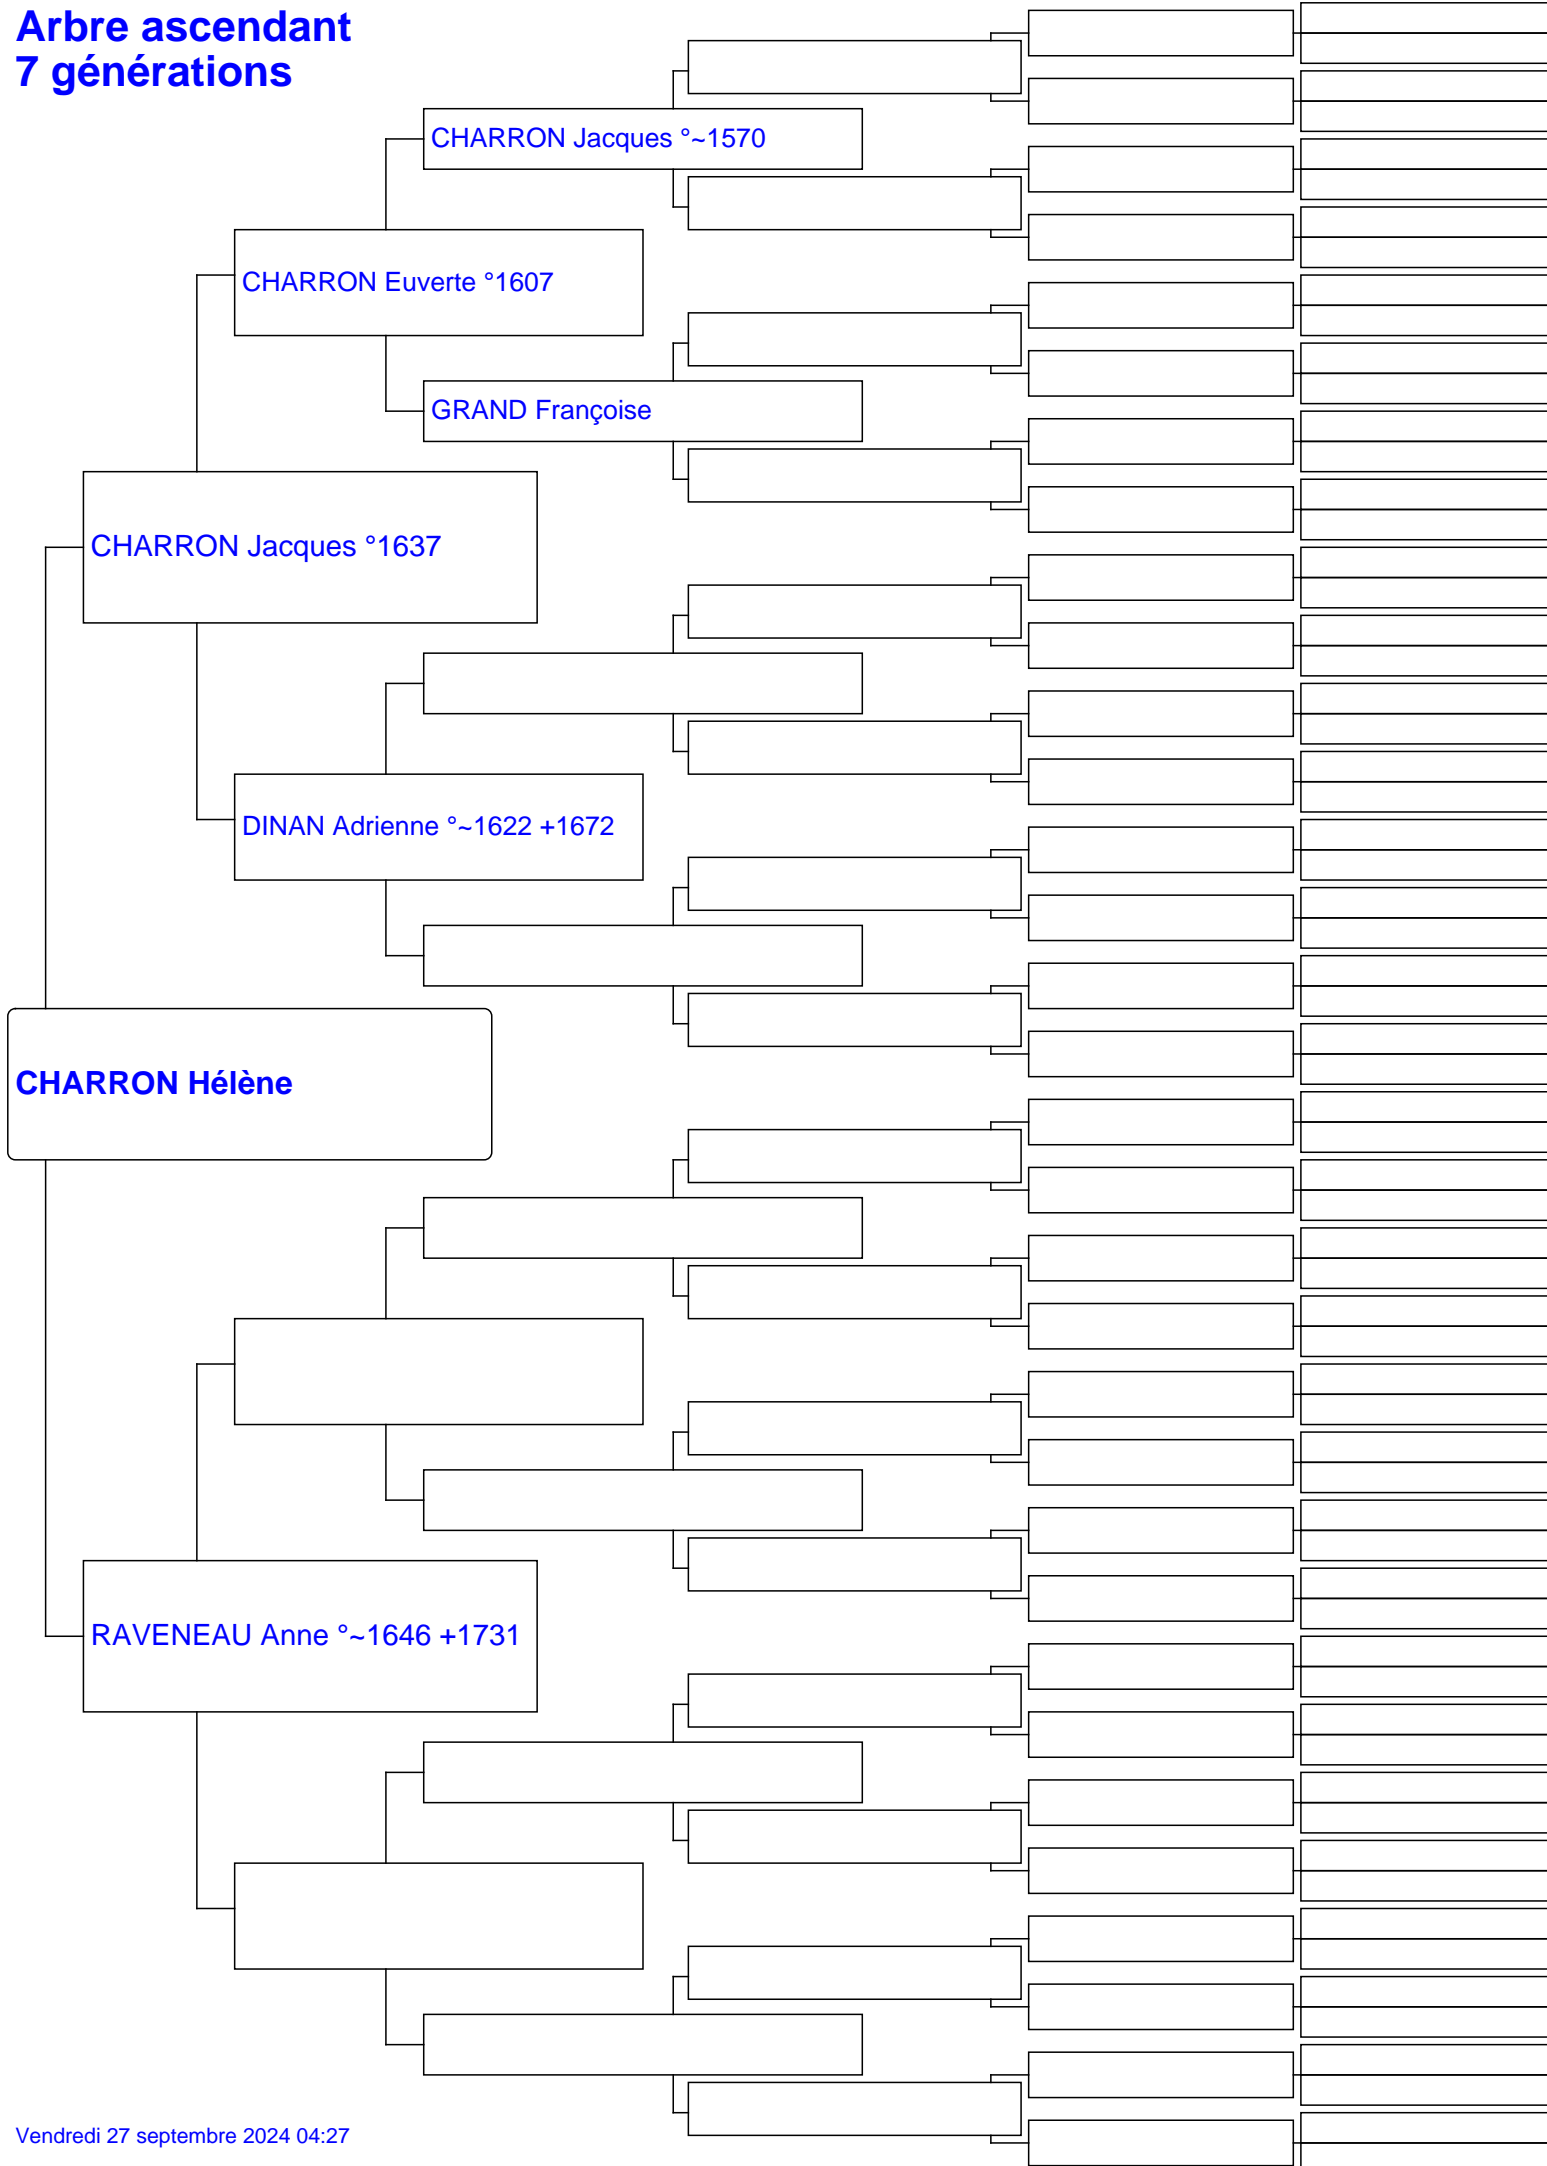 Arbre ascendant
7 générations
CHARRON Jacques °~1570
CHARRON Euverte °1607
GRAND Françoise
CHARRON Jacques °1637
DINAN Adrienne °~1622 +1672
CHARRON Hélène
RAVENEAU Anne °~1646 +1731
Vendredi 27 septembre 2024 04:27